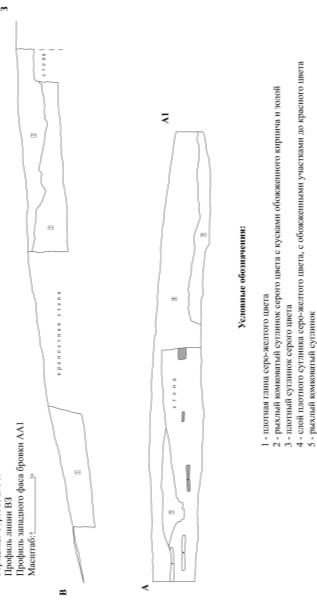 Профиль линии ВЗ
Профиль западного фаса бровки АА1
Масштаб:
В
З
крепостная стена
стена
А
А1
стена
Условные обозначения:
1 - плотная глина серо-желтого цвета
2 - рыхлый комковатый суглинок серого цвета с кусками обожженного кирпича и золой
3 - плотный суглинок серого цвета
4 - слой плотного суглинка серо-желтого цвета, с обожженными участками до красного цвета
5 - рыхлый комковатый суглинок